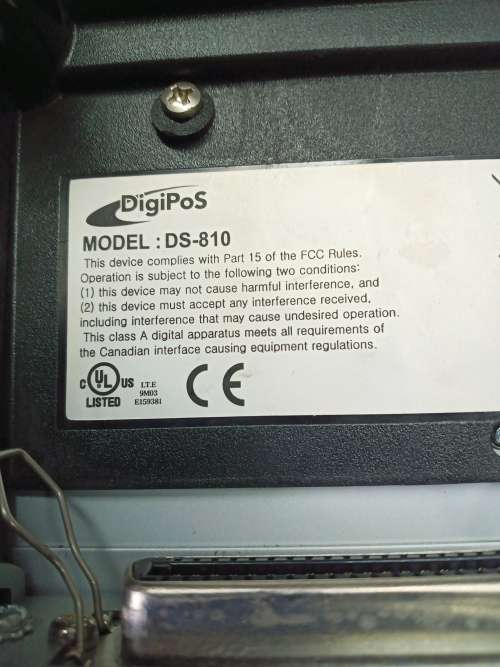 DigiPoS
MODEL : DS-810
This device complies with Part 15 of the FCC Rules.
Operation is subject to the following two conditions:
(1) this device may not cause harmful interference, and
(2) this device must accept any interference received,
including interference that may cause undesired operation.
This class A digital apparatus meets all requirements of
the Canadian interface causing equipment regulations.
C UL US
LISTED
I.T.E
9M03
E159381
CE